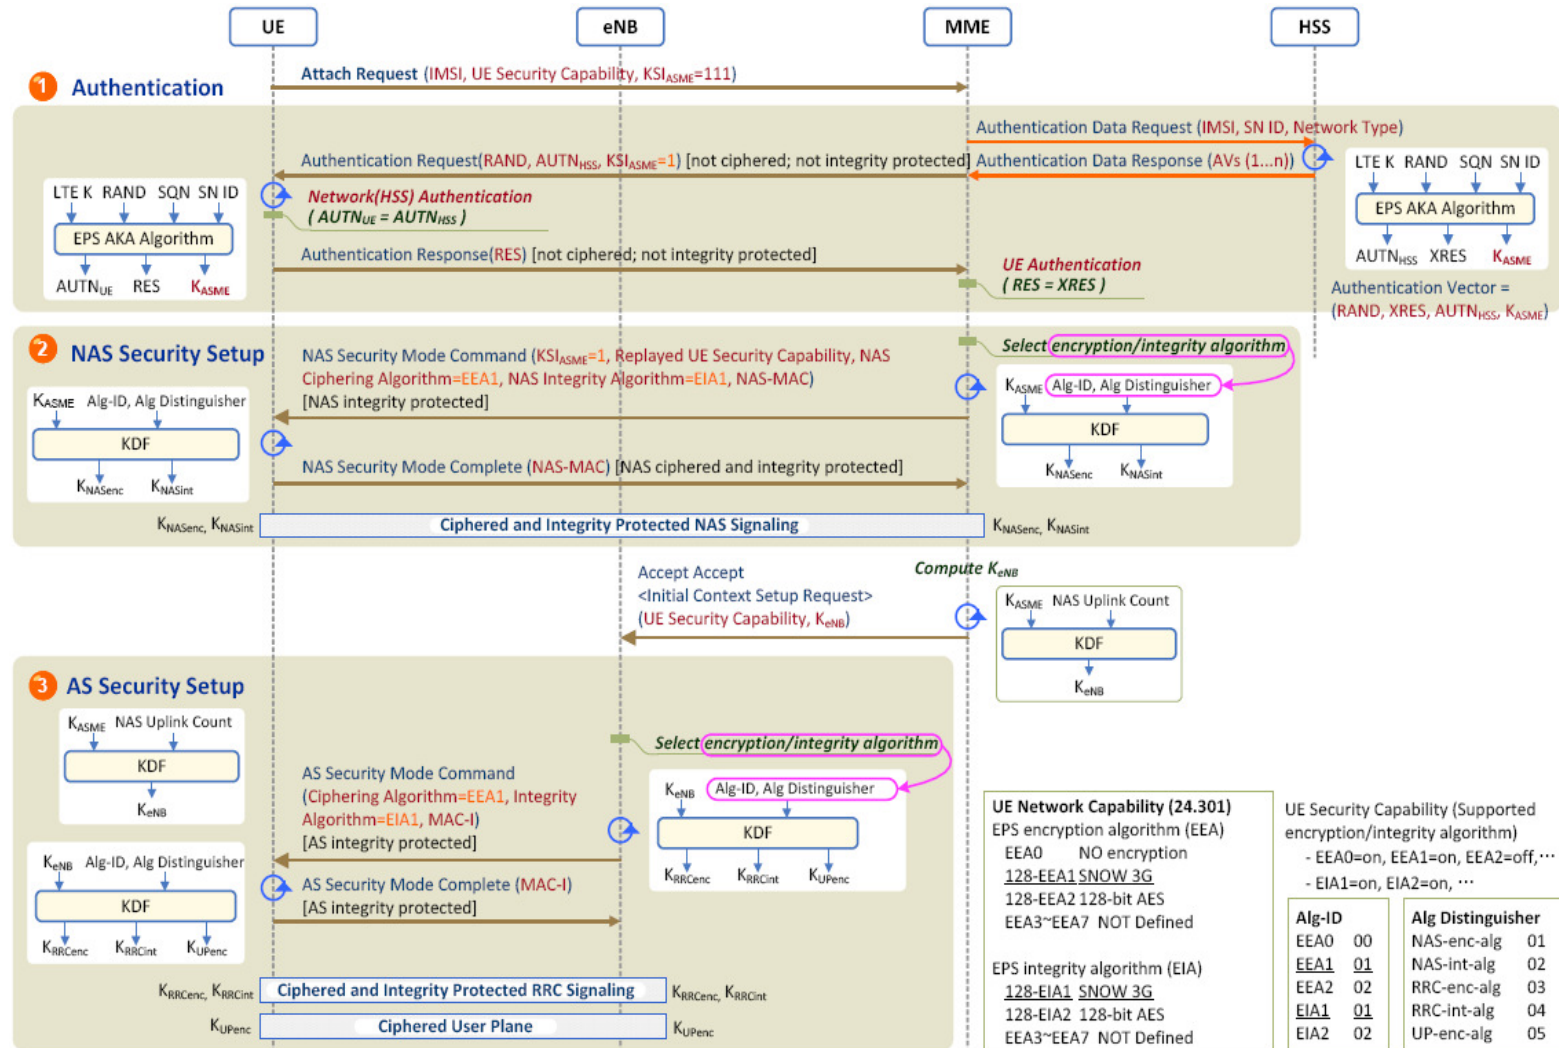 UE
eNB
MME
HSS
1 Authentication
Attach Request (IMSI, UE Security Capability, KSIASME=111)
Authentication Data Request (IMSI, SN ID, Network Type)
Authentication Request(RAND, AUTNHSS, KSIASME=1) [not ciphered; not integrity protected]
Authentication Data Response (AVs (1...n))
LTE K RAND SQN SN ID
EPS AKA Algorithm
AUTNUE RES KASME
Network(HSS) Authentication
( AUTNUE = AUTNHSS )
LTE K RAND SQN SN ID
EPS AKA Algorithm
AUTNHSS XRES KASME
Authentication Response(RES) [not ciphered; not integrity protected]
UE Authentication
( RES = XRES )
Authentication Vector =
(RAND, XRES, AUTNHSS, KASME)
2 NAS Security Setup
NAS Security Mode Command (KSIASME=1, Replayed UE Security Capability, NAS
Ciphering Algorithm=EEA1, NAS Integrity Algorithm=EIA1, NAS-MAC)
[NAS integrity protected]
Select encryption/integrity algorithm
KASME Alg-ID, Alg Distinguisher
KDF
KNASenc KNASint
KASME Alg-ID, Alg Distinguisher
KDF
KNASenc KNASint
NAS Security Mode Complete (NAS-MAC) [NAS ciphered and integrity protected]
KNASenc, KNASint
Ciphered and Integrity Protected NAS Signaling
KNASenc, KNASint
Accept Accept
<Initial Context Setup Request>
(UE Security Capability, KeNB)
Compute KeNB
KASME NAS Uplink Count
KDF
KeNB
3 AS Security Setup
KASME NAS Uplink Count
KDF
KeNB
Select encryption/integrity algorithm
AS Security Mode Command
(Ciphering Algorithm=EEA1, Integrity
Algorithm=EIA1, MAC-I)
[AS integrity protected]
KeNB Alg-ID, Alg Distinguisher
KDF
KRRCenc KRRCint KUPenc
KeNB Alg-ID, Alg Distinguisher
KDF
KRRCenc KRRCint KUPenc
AS Security Mode Complete (MAC-I)
[AS integrity protected]
KRRCenc, KRRCint
Ciphered and Integrity Protected RRC Signaling
KRRCenc, KRRCint
KUPenc
Ciphered User Plane
KUPenc
UE Network Capability (24.301)
EPS encryption algorithm (EEA)
EEA0 NO encryption
128-EEA1 SNOW 3G
128-EEA2 128-bit AES
EEA3~EEA7 NOT Defined
EPS integrity algorithm (EIA)
128-EIA1 SNOW 3G
128-EIA2 128-bit AES
EEA3~EEA7 NOT Defined
UE Security Capability (Supported
encryption/integrity algorithm)
- EEA0=on, EEA1=on, EEA2=off,⋯
- EIA1=on, EIA2=on, ⋯
Alg-ID
EEA0 00
EEA1 01
EEA2 02
EIA1 01
EIA2 02
Alg Distinguisher
NAS-enc-alg 01
NAS-int-alg 02
RRC-enc-alg 03
RRC-int-alg 04
UP-enc-alg 05